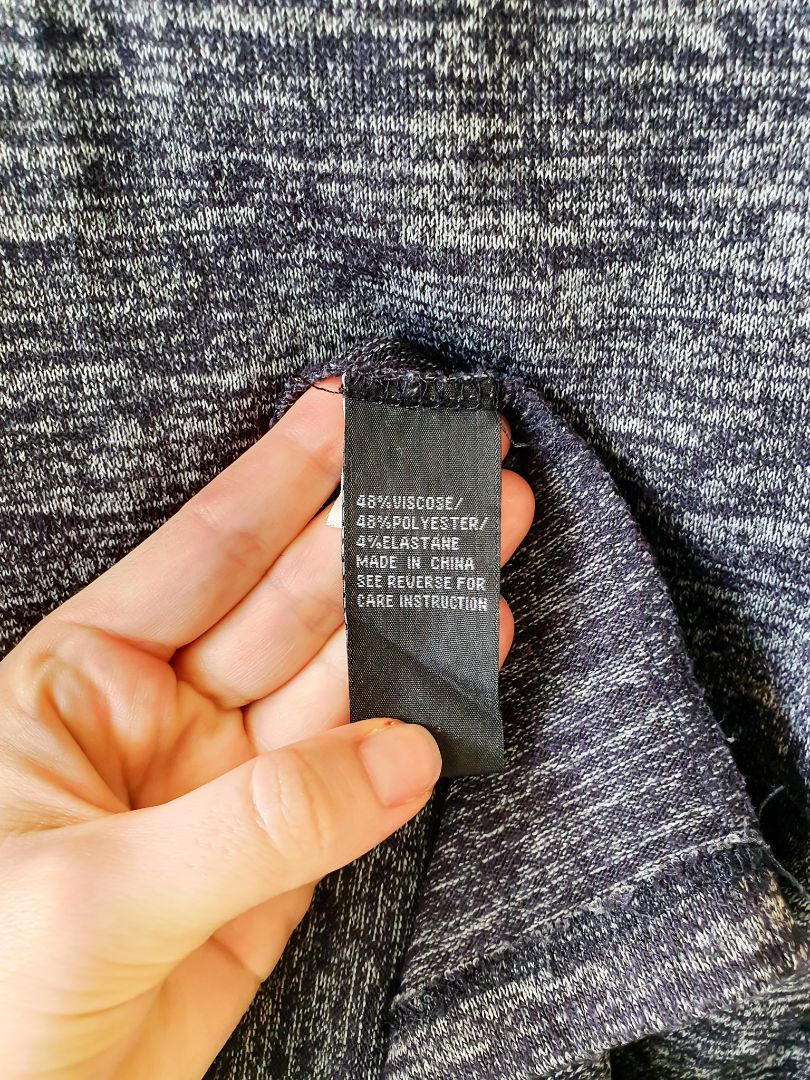 48%VISCOSE/
48%POLYESTER/
4%ELASTANE
MADE IN CHINA
SEE REVERSE FOR
CARE INSTRUCTION